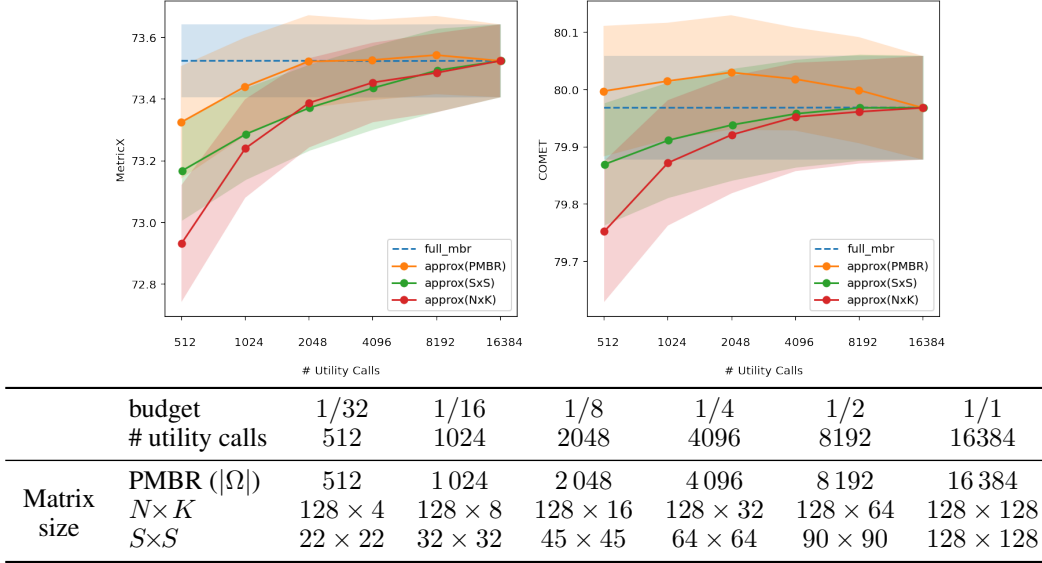 73.6
73.4
73.2
73.0
72.8
MetricX
512 1024 2048 4096 8192 16384
# Utility Calls
full_mbr
approx(PMBR)
approx(SxS)
approx(NxK)
80.1
80.0
79.9
79.8
79.7
COMET
512 1024 2048 4096 8192 16384
# Utility Calls
full_mbr
approx(PMBR)
approx(SxS)
approx(NxK)
budget 1/32 1/16 1/8 1/4 1/2 1/1
# utility calls 512 1024 2048 4096 8192 16384
Matrix size
PMBR (|Ω|) 512 1 024 2 048 4 096 8 192 16 384
N×K 128 × 4 128 × 8 128 × 16 128 × 32 128 × 64 128 × 128
S×S 22 × 22 32 × 32 45 × 45 64 × 64 90 × 90 128 × 128